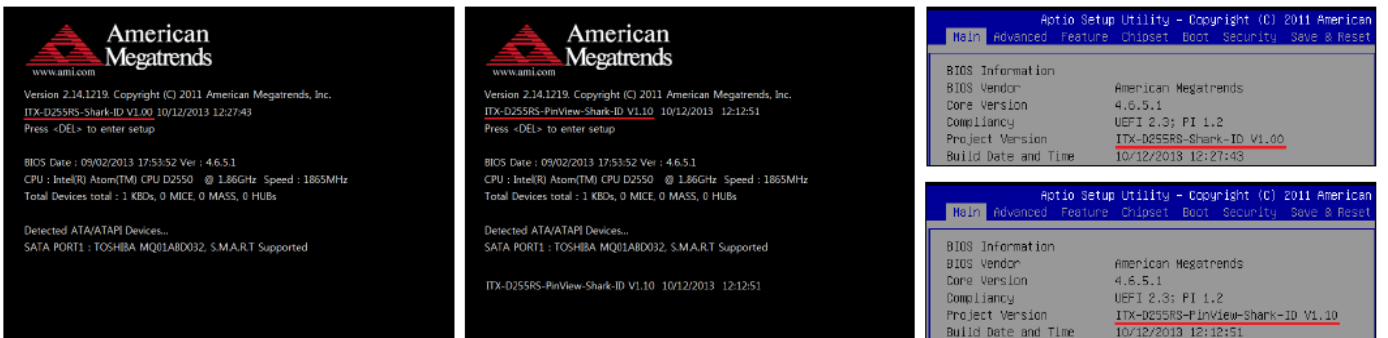 American
Megatrends
www.ami.com
Version 2.14.1219. Copyright (C) 2011 American Megatrends, Inc.
ITX-D255RS-Shark-ID V1.00 10/12/2013 12:27:43
Press <DEL> to enter setup
BIOS Date : 09/02/2013 17:53:52 Ver : 4.6.5.1
CPU : Intel(R) Atom(TM) CPU D2550 @ 1.86GHz Speed : 1865MHz
Total Devices total : 1 KBDs, 0 MICE, 0 MASS, 0 HUBs
Detected ATA/ATAPI Devices...
SATA PORT1 : TOSHIBA MQ01ABD032, S.M.A.R.T Supported
American
Megatrends
www.ami.com
Version 2.14.1219. Copyright (C) 2011 American Megatrends, Inc.
ITX-D255RS-PinView-Shark-ID V1.10 10/12/2013 12:12:51
Press <DEL> to enter setup
BIOS Date : 09/02/2013 17:53:52 Ver : 4.6.5.1
CPU : Intel(R) Atom(TM) CPU D2550 @ 1.86GHz Speed : 1865MHz
Total Devices total : 1 KBDs, 0 MICE, 0 MASS, 0 HUBs
Detected ATA/ATAPI Devices...
SATA PORT1 : TOSHIBA MQ01ABD032, S.M.A.R.T Supported
ITX-D255RS-PinView-Shark-ID V1.10 10/12/2013 12:12:51
Aptio Setup Utility - Copyright (C) 2011 American
Main Advanced Feature Chipset Boot Security Save & Reset
BIOS Information
BIOS Vendor American Megatrends
Core Version 4.6.5.1
Compliancy UEFI 2.3; PI 1.2
Project Version ITX-D255RS-Shark-ID V1.00
Build Date and Time 10/12/2013 12:27:43
Aptio Setup Utility - Copyright (C) 2011 American
Main Advanced Feature Chipset Boot Security Save & Reset
BIOS Information
BIOS Vendor American Megatrends
Core Version 4.6.5.1
Compliancy UEFI 2.3; PI 1.2
Project Version ITX-D255RS-PinView-Shark-ID V1.10
Build Date and Time 10/12/2013 12:12:51